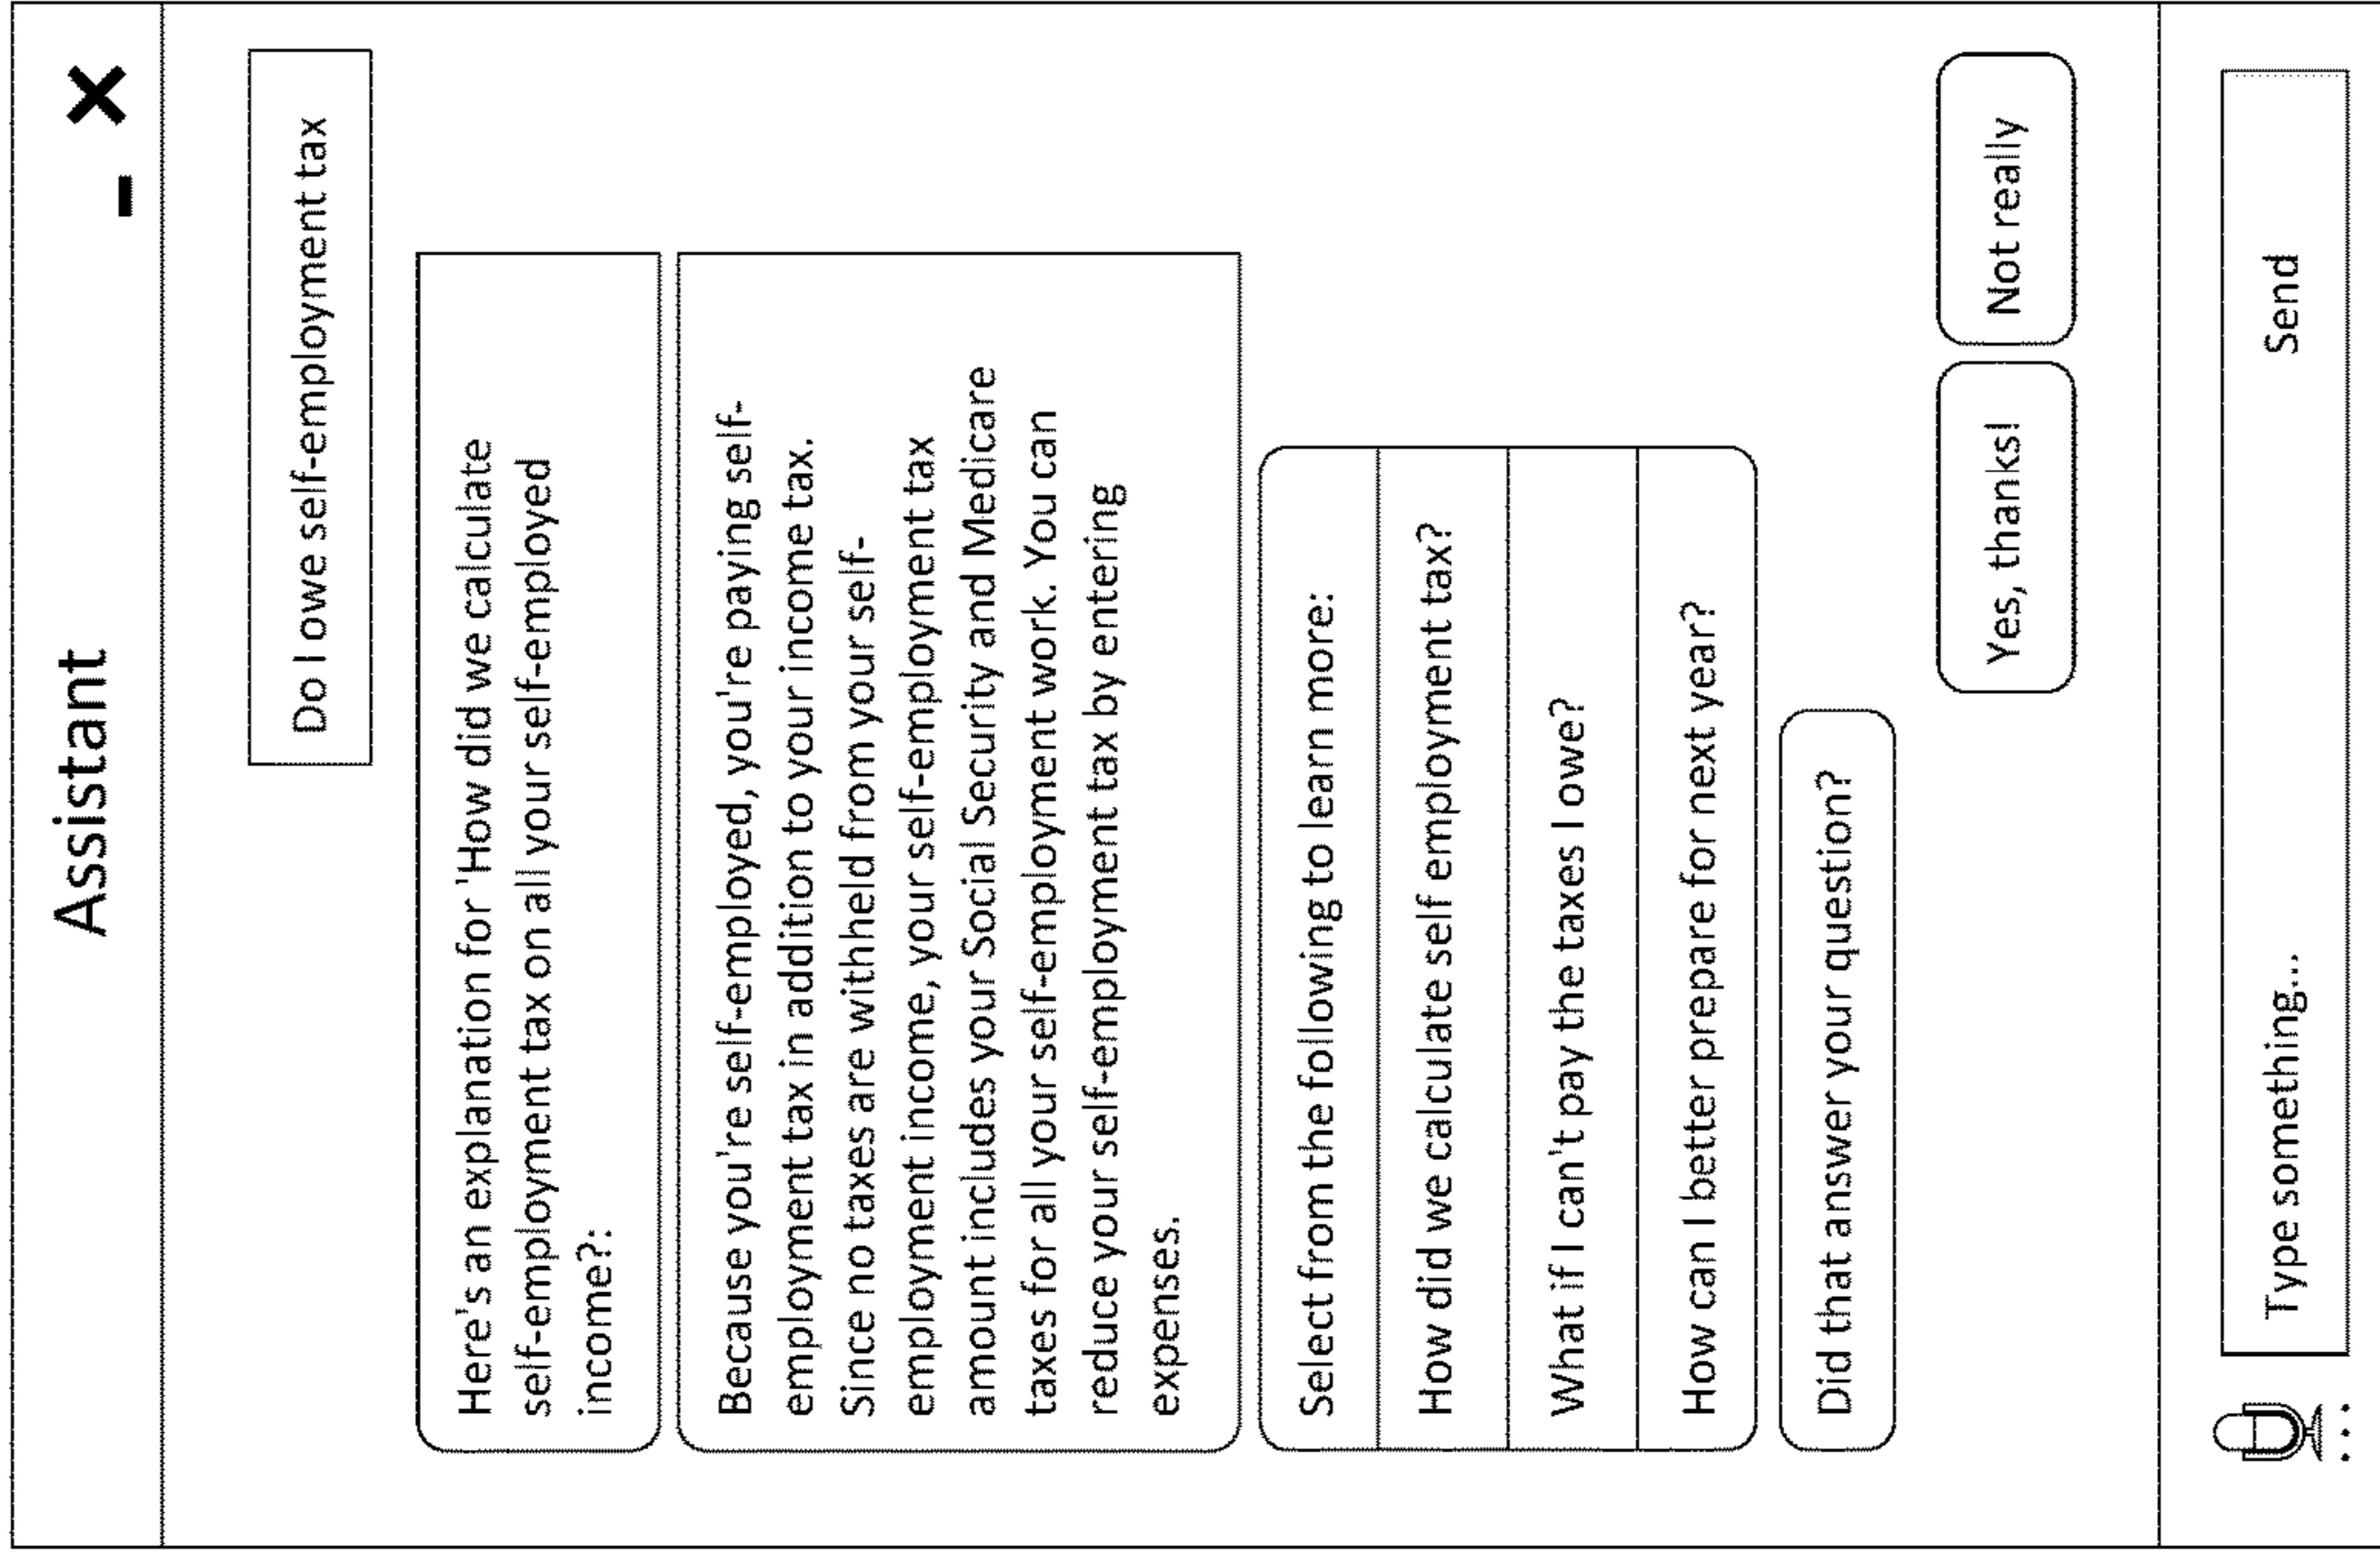 Assistant
Do I owe self-employment tax
Here's an explanation for 'How did we calculate
self-employment tax on all your self-employed
income?:
Because you're self-employed, you're paying self-
employment tax in addition to your income tax.
Since no taxes are withheld from your self-
employment income, your self-employment tax
amount includes your Social Security and Medicare
taxes for all your self-employment work. You can
reduce your self-employment tax by entering
expenses.
Select from the following to learn more:
How did we calculate self employment tax?
What if I can't pay the taxes I owe?
How can I better prepare for next year?
Did that answer your question?
Yes, thanks!
Not really
Type something...
Send